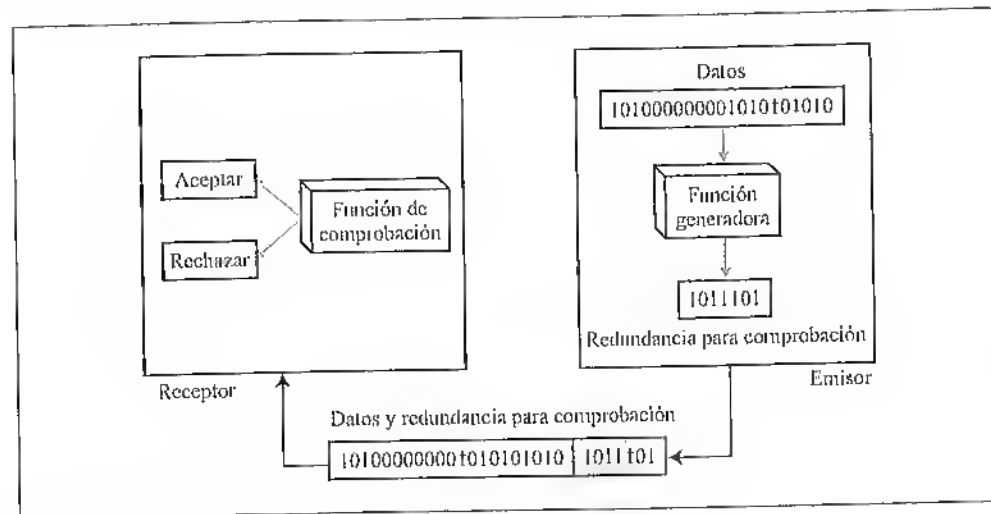 Datos
101000000001010101010
Función
generadora
1011101
Redundancia para comprobación
Emisor
Aceptar
Rechazar
Función de
comprobación
Receptor
Datos y redundancia para comprobación
101000000001010101010 1011101